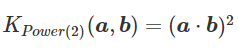 K_{Power(2)}(a, b) = (a · b)²